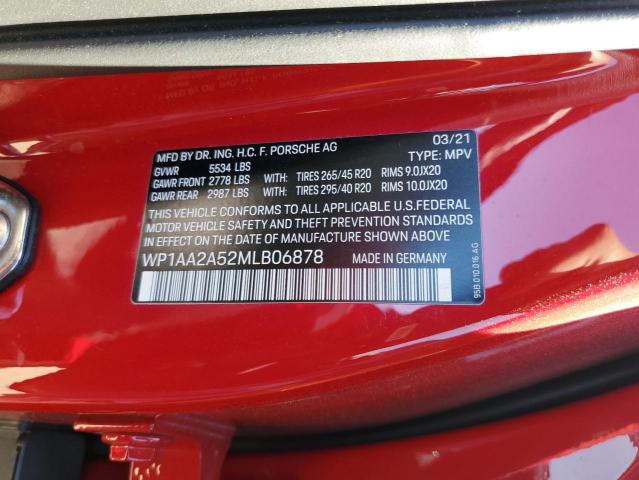 MFD BY DR. ING. H.C. F. PORSCHE AG 03/21
GVWR 5534 LBS TYPE: MPV
GAWR FRONT 2778 LBS WITH: TIRES 265/45 R20 RIMS 9.0JX20
GAWR REAR 2987 LBS WITH: TIRES 295/40 R20 RIMS 10.0JX20
THIS VEHICLE CONFORMS TO ALL APPLICABLE U.S.FEDERAL
MOTOR VEHICLE SAFETY AND THEFT PREVENTION STANDARDS
IN EFFECT ON THE DATE OF MANUFACTURE SHOWN ABOVE
WP1AA2A52MLB06878 MADE IN GERMANY
95B.010.016 AG